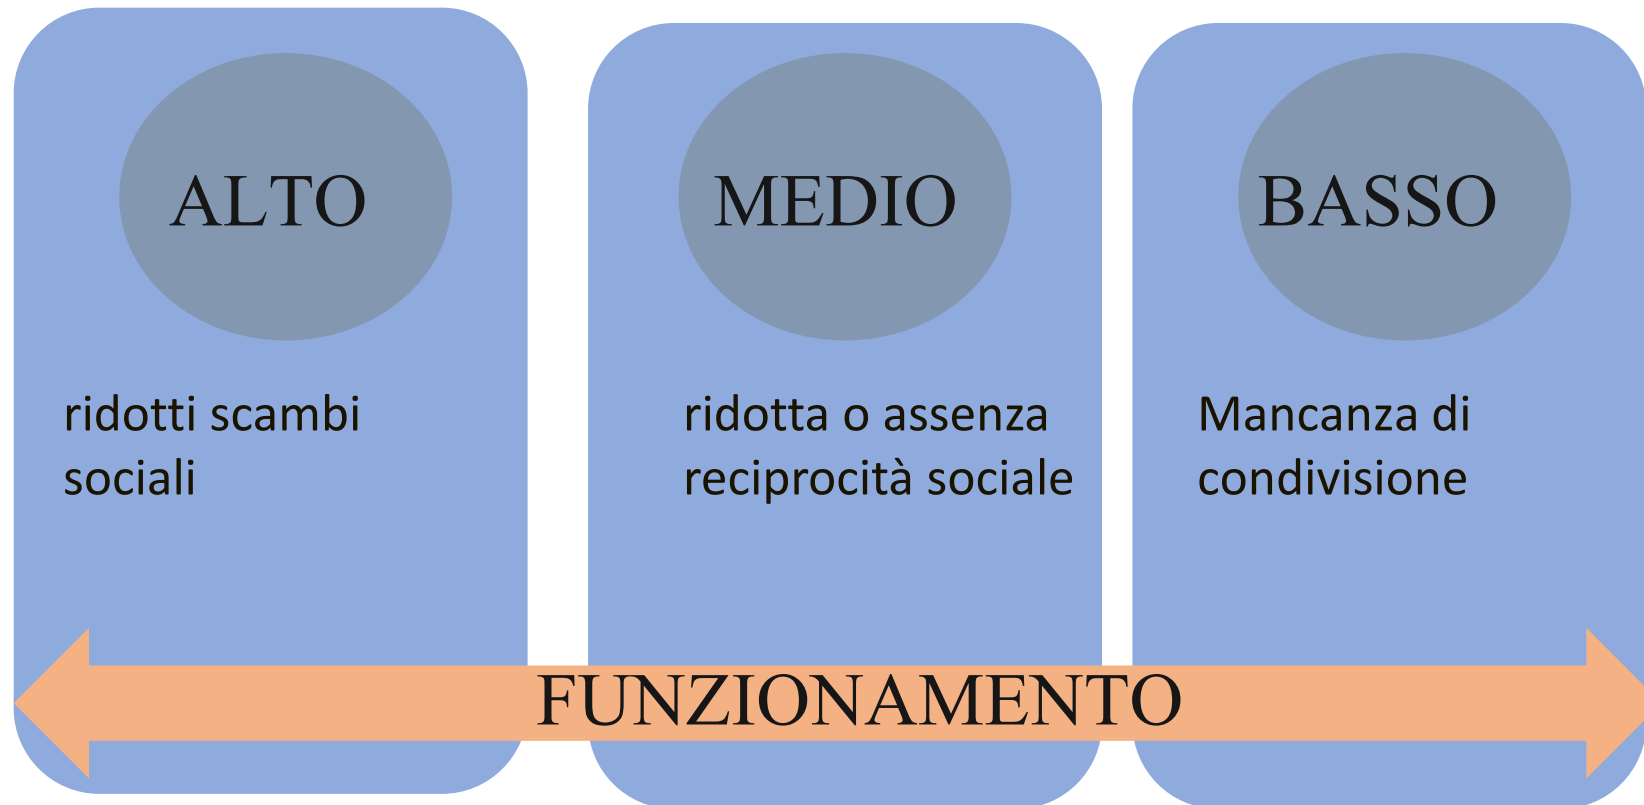 ALTO
ridotti scambi
sociali
MEDIO
ridotta o assenza
reciprocità sociale
BASSO
Mancanza di
condivisione
FUNZIONAMENTO